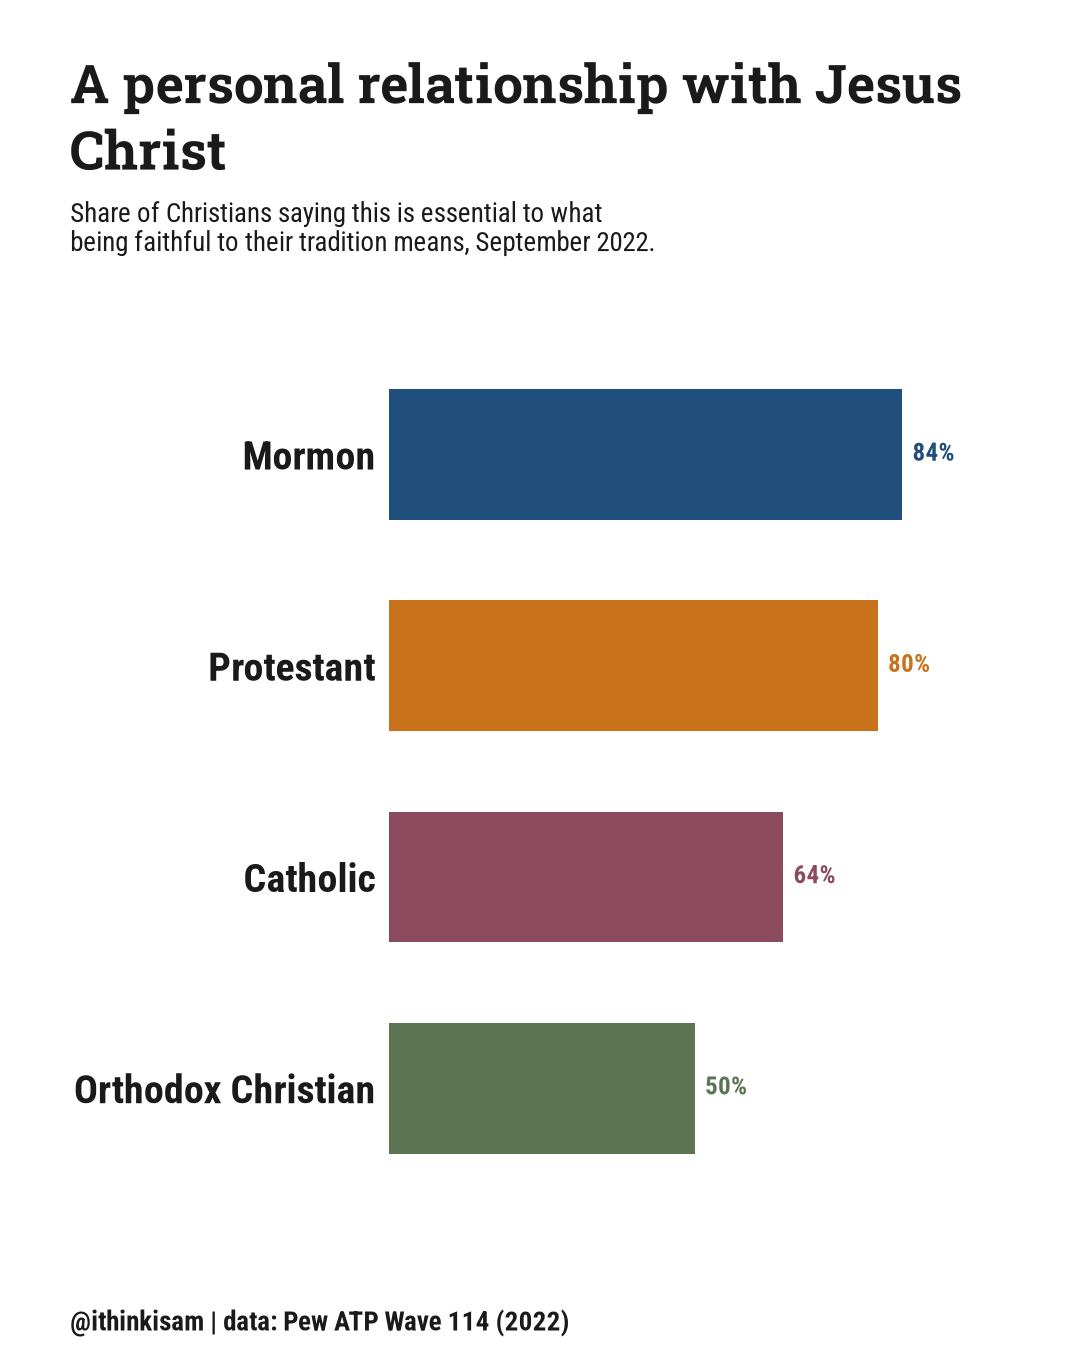 A personal relationship with Jesus
Christ
Share of Christians saying this is essential to what
being faithful to their tradition means, September 2022.
Mormon
84%
Protestant
80%
Catholic
64%
Orthodox Christian
50%
@ithinkisam | data: Pew ATP Wave 114 (2022)